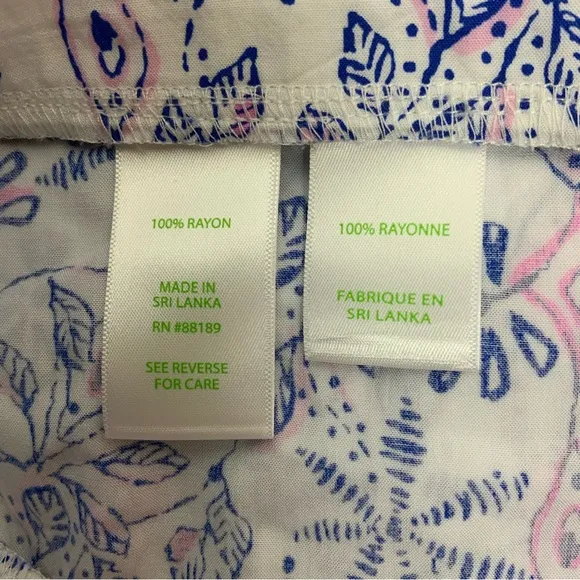 100% RAYON
MADE IN
SRI LANKA
RN #88189
SEE REVERSE
FOR CARE
100% RAYONNE
FABRIQUE EN
SRI LANKA